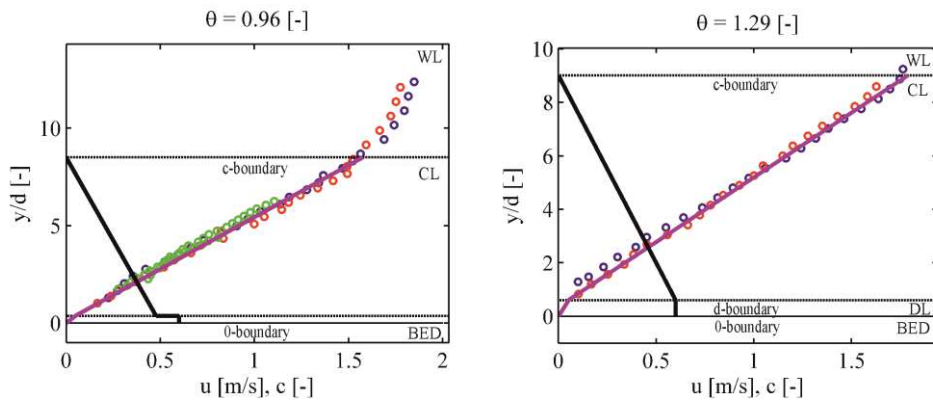 θ = 0.96 [-]
WL
c-boundary
CL
0-boundary
BED
y/d [-]
10
5
0
0
0.5
1
1.5
2
u [m/s], c [-]
θ = 1.29 [-]
10
WL
c-boundary
CL
8
6
4
2
0
d-boundary
DL
0-boundary
BED
y/d [-]
0
0.5
1
1.5
u [m/s], c [-]